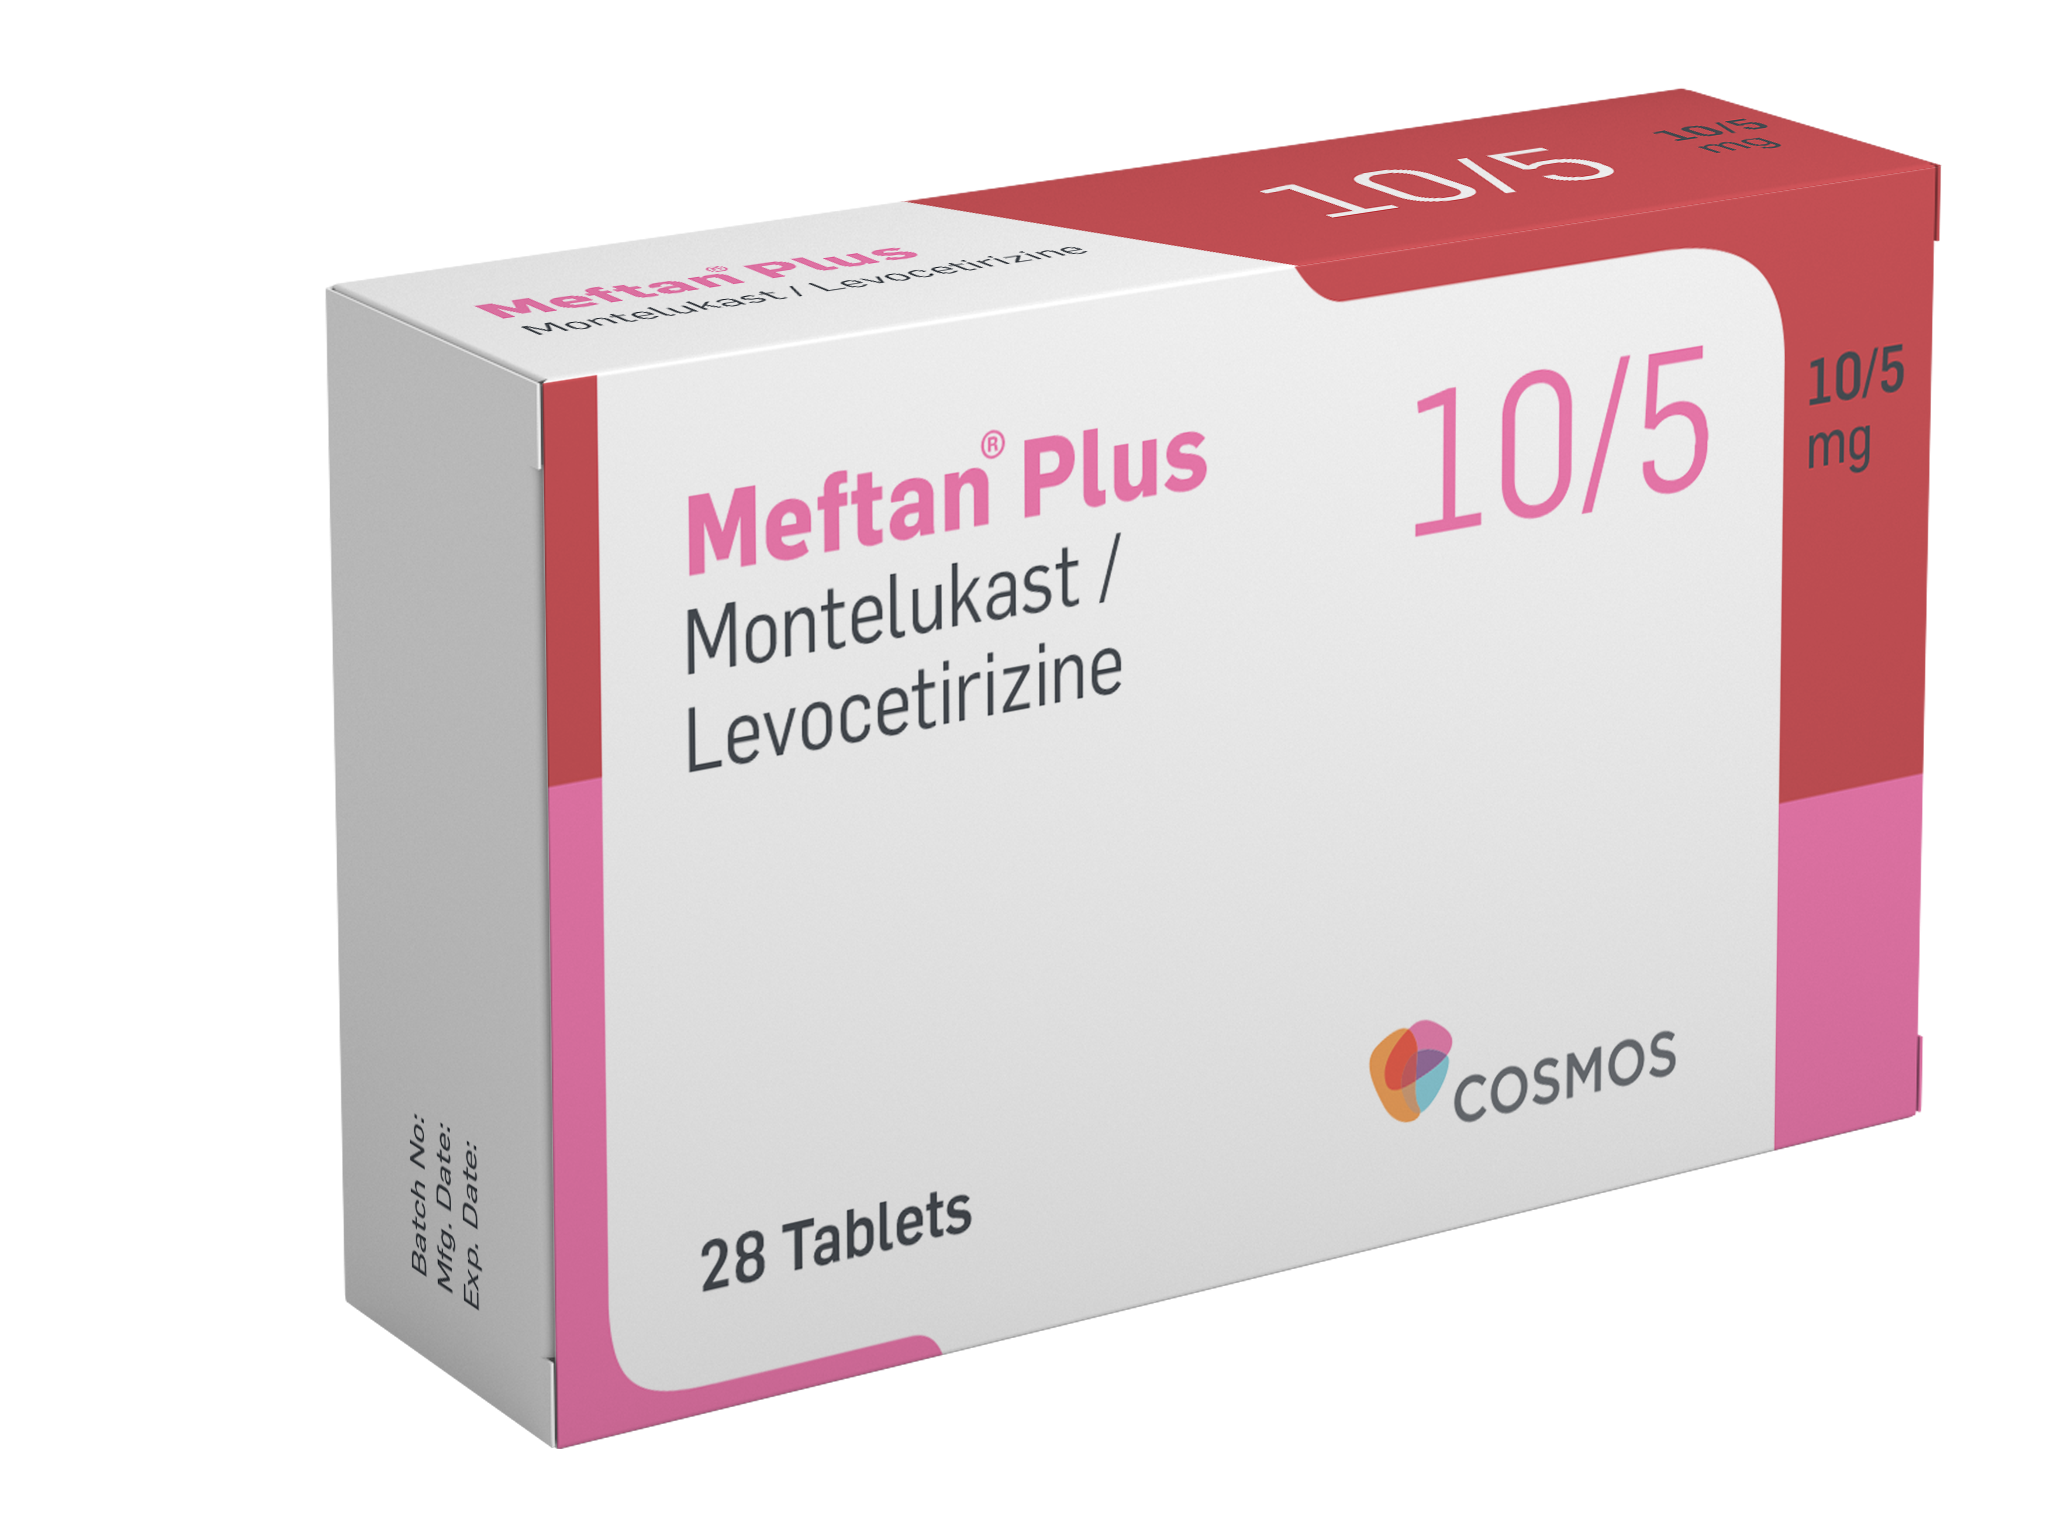 Meftan® Plus
Montelukast / Levocetirizine
10/5
10/5
mg
Meftan® Plus
Montelukast /
Levocetirizine
10/5
10/5
mg
COSMOS
28 Tablets
Batch No:
Mfg. Date:
Exp. Date: